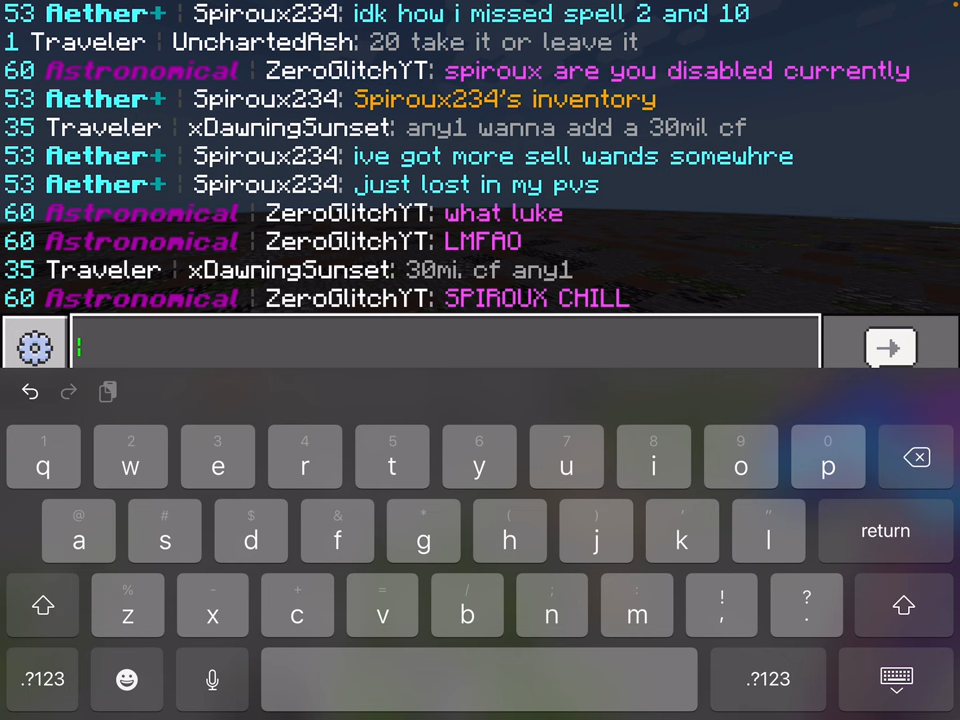 53 Aether+ ¦ Spiroux234: idk how i missed spell 2 and 10
1 Traveler ¦ UnchartedAsh: 20 take it or leave it
60 Astronomical ¦ ZeroGlitchYT: spiroux are you disabled currently
53 Aether+ ¦ Spiroux234: Spiroux234's inventory
35 Traveler ¦ xDawningSunset: any1 wanna add a 30mil cf
53 Aether+ ¦ Spiroux234: ive got more sell wands somewhre
53 Aether+ ¦ Spiroux234: just lost in my pvs
60 Astronomical ¦ ZeroGlitchYT: what luke
60 Astronomical ¦ ZeroGlitchYT: LMFAO
35 Traveler ¦ xDawningSunset: 30mi. cf any1
60 Astronomical ¦ ZeroGlitchYT: SPIROUX CHILL
1 2 3 4 5 6 7 8 9 0
q w e r t y u i o p
@ # $ & * ( ) ' "
a s d f g h j k l return
% - + = / ; : ! ?
z x c v b n m , .
.?123 .?123